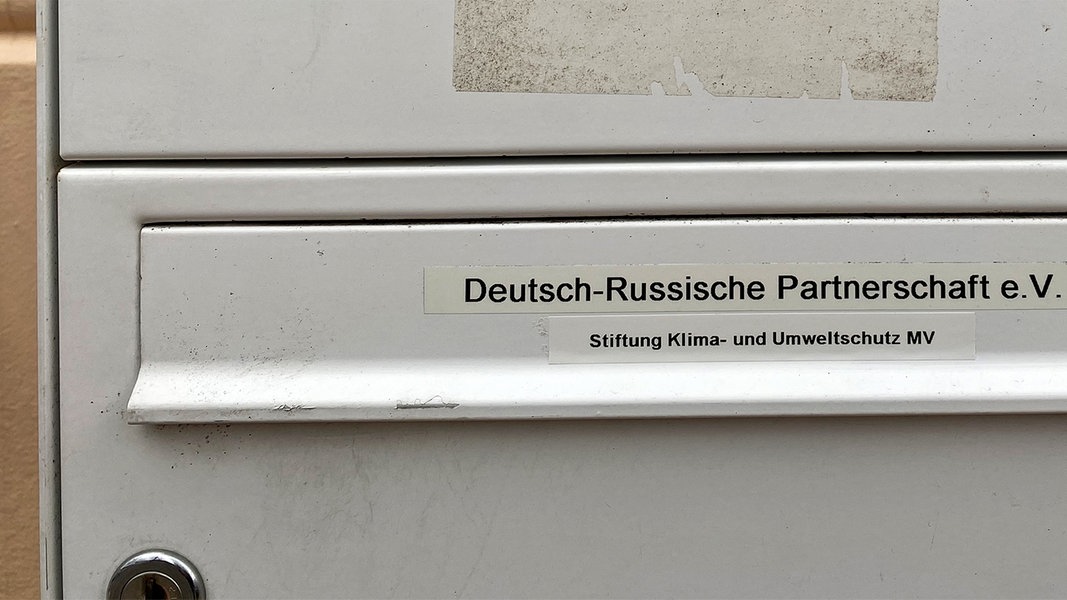 Deutsch-Russische Partnerschaft e.V.
Stiftung Klima- und Umweltschutz MV